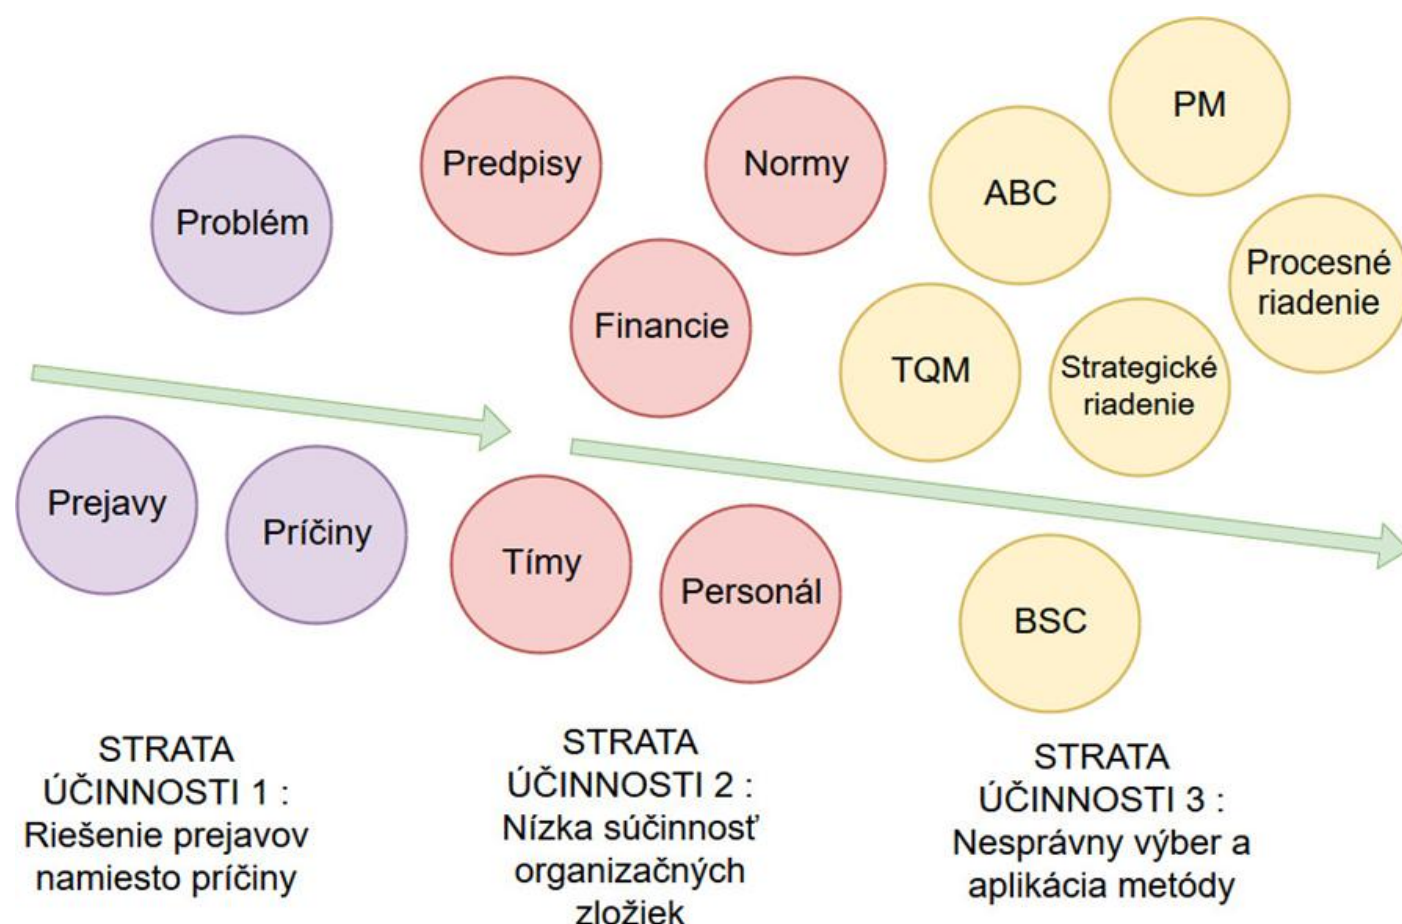 Problém
Prejavy
Príčiny
Predpisy
Normy
Financie
Tímy
Personál
PM
ABC
Procesné
riadenie
TQM
Strategické
riadenie
BSC
STRATA
ÚČINNOSTI 1 :
Riešenie prejavov
namiesto príčiny
STRATA
ÚČINNOSTI 2 :
Nízka súčinnosť
organizačných
zložiek
STRATA
ÚČINNOSTI 3 :
Nesprávny výber a
aplikácia metódy